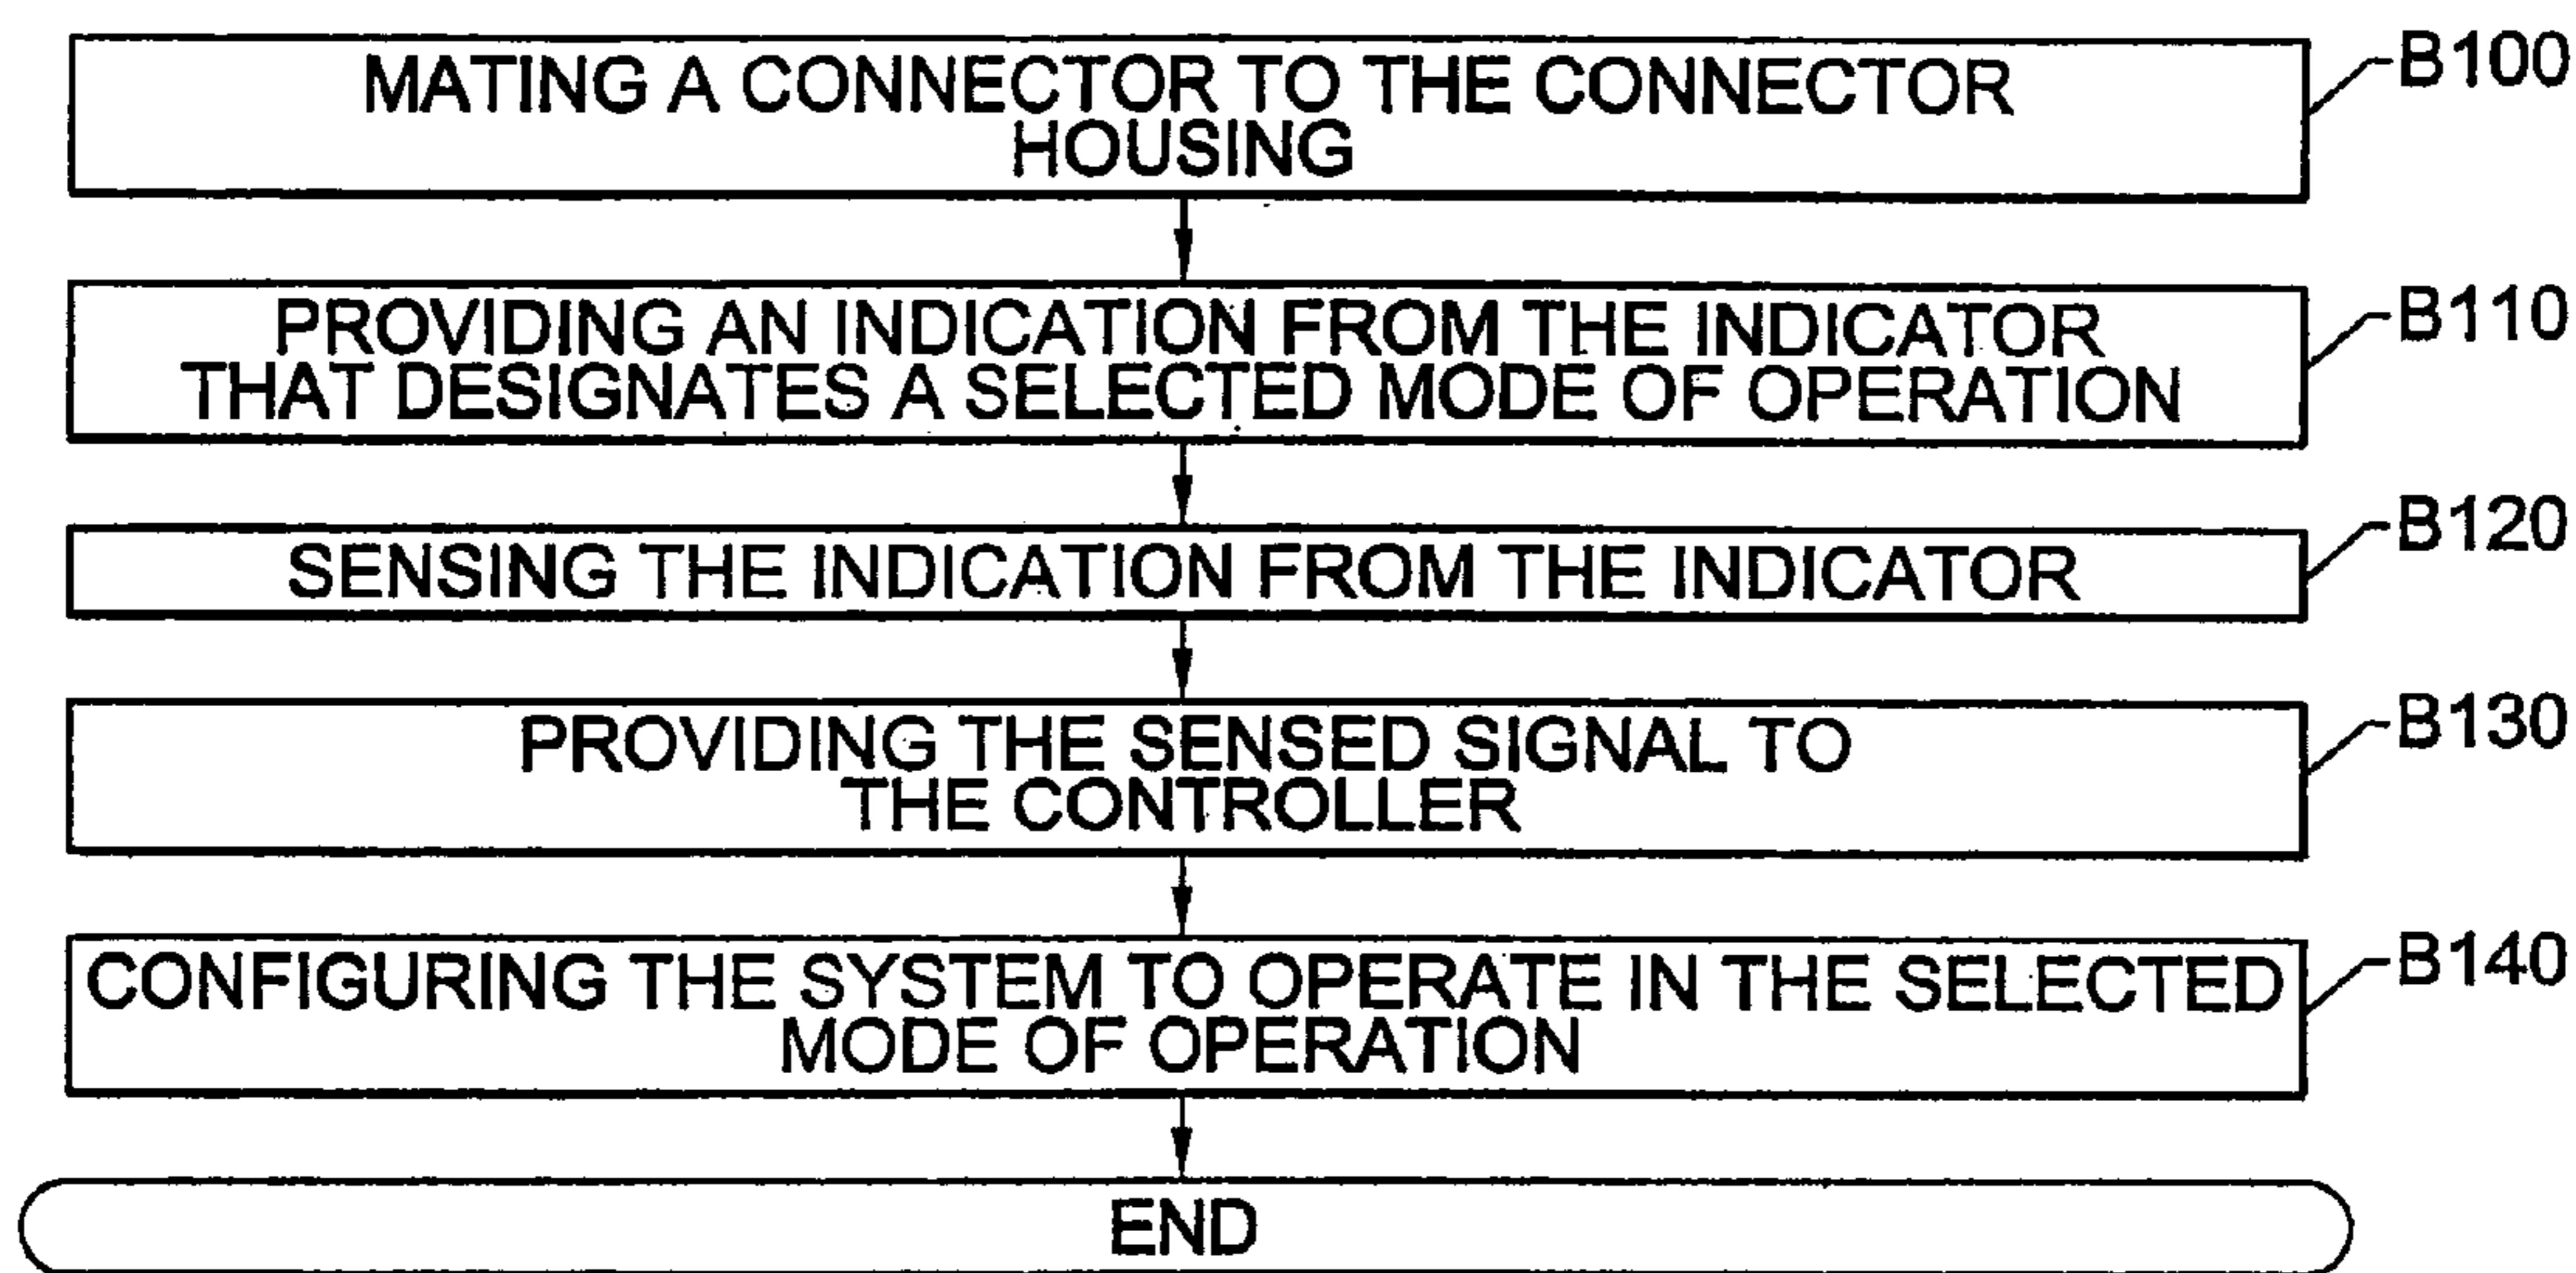 MATING A CONNECTOR TO THE CONNECTOR
HOUSING
B100
PROVIDING AN INDICATION FROM THE INDICATOR
THAT DESIGNATES A SELECTED MODE OF OPERATION
B110
SENSING THE INDICATION FROM THE INDICATOR
B120
PROVIDING THE SENSED SIGNAL TO
THE CONTROLLER
B130
CONFIGURING THE SYSTEM TO OPERATE IN THE SELECTED
MODE OF OPERATION
B140
END